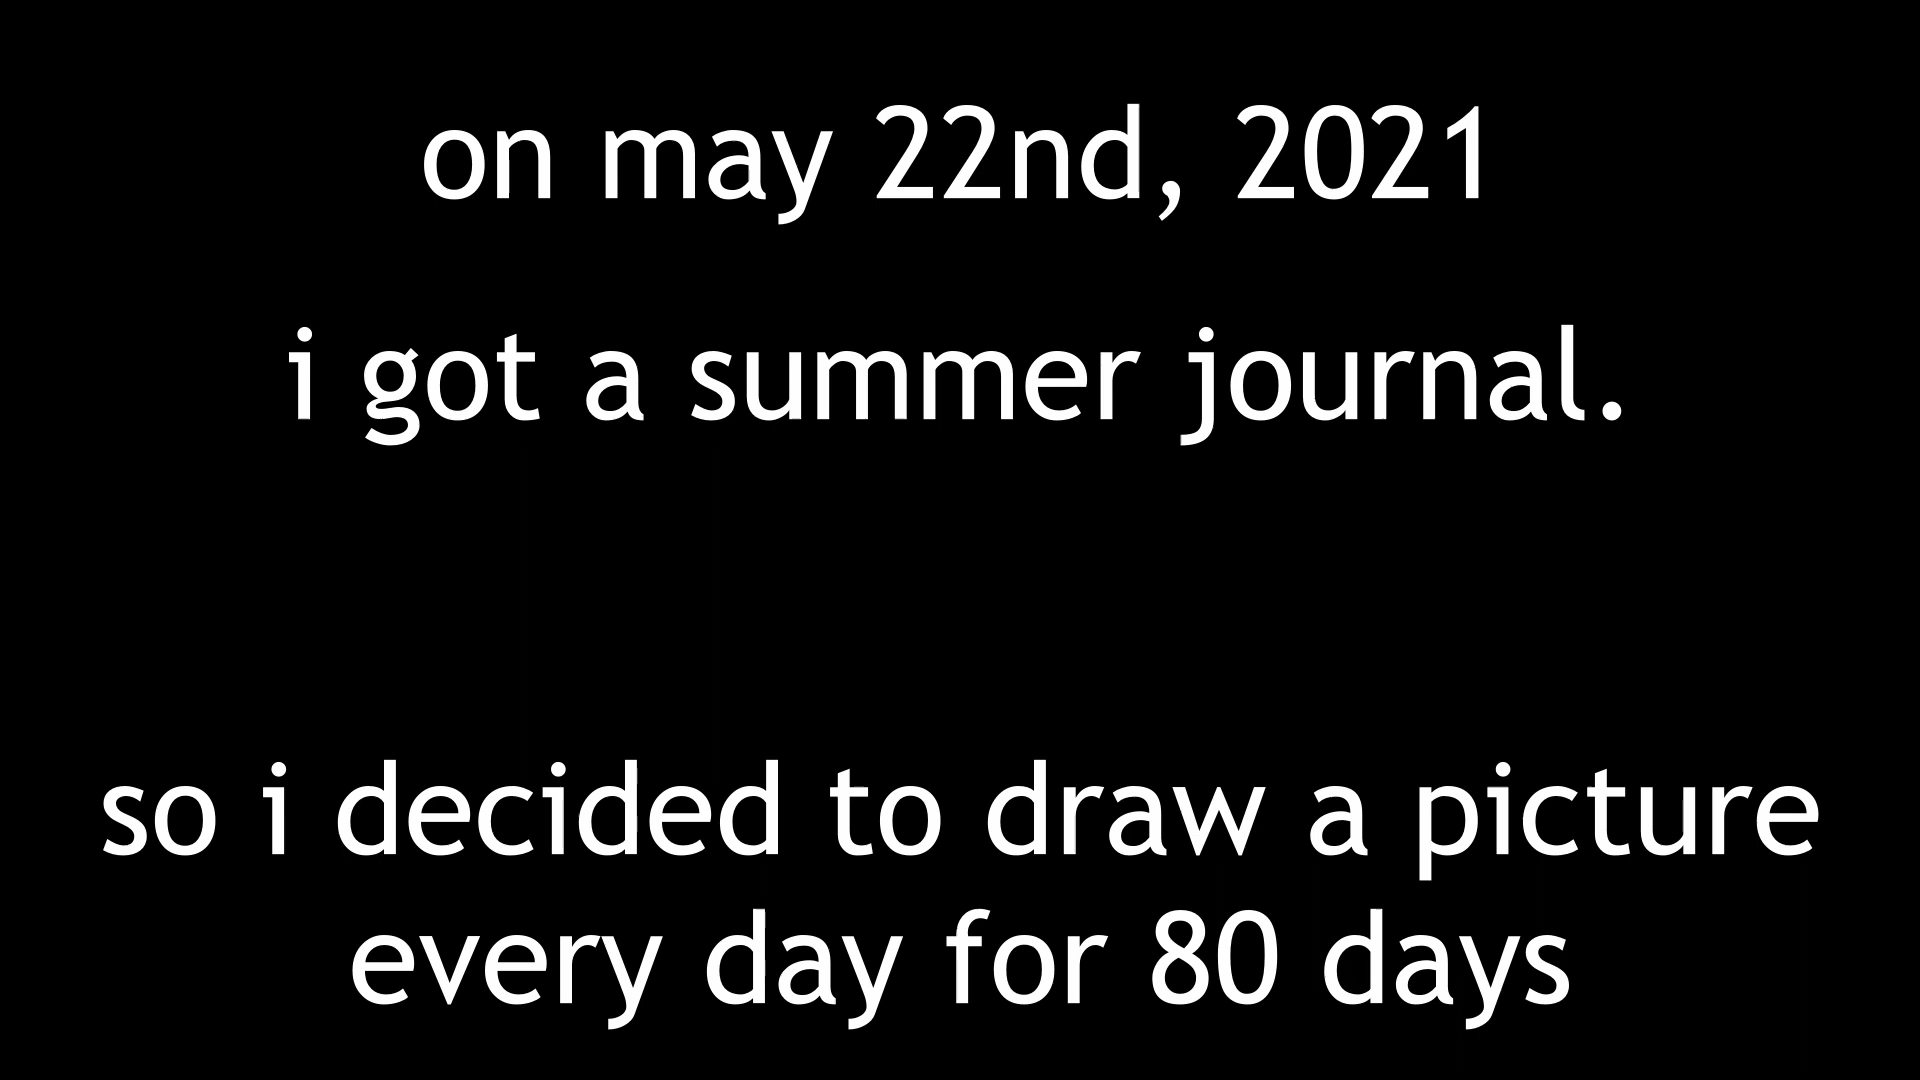 on may 22nd, 2021
i got a summer journal.
so i decided to draw a picture
every day for 80 days